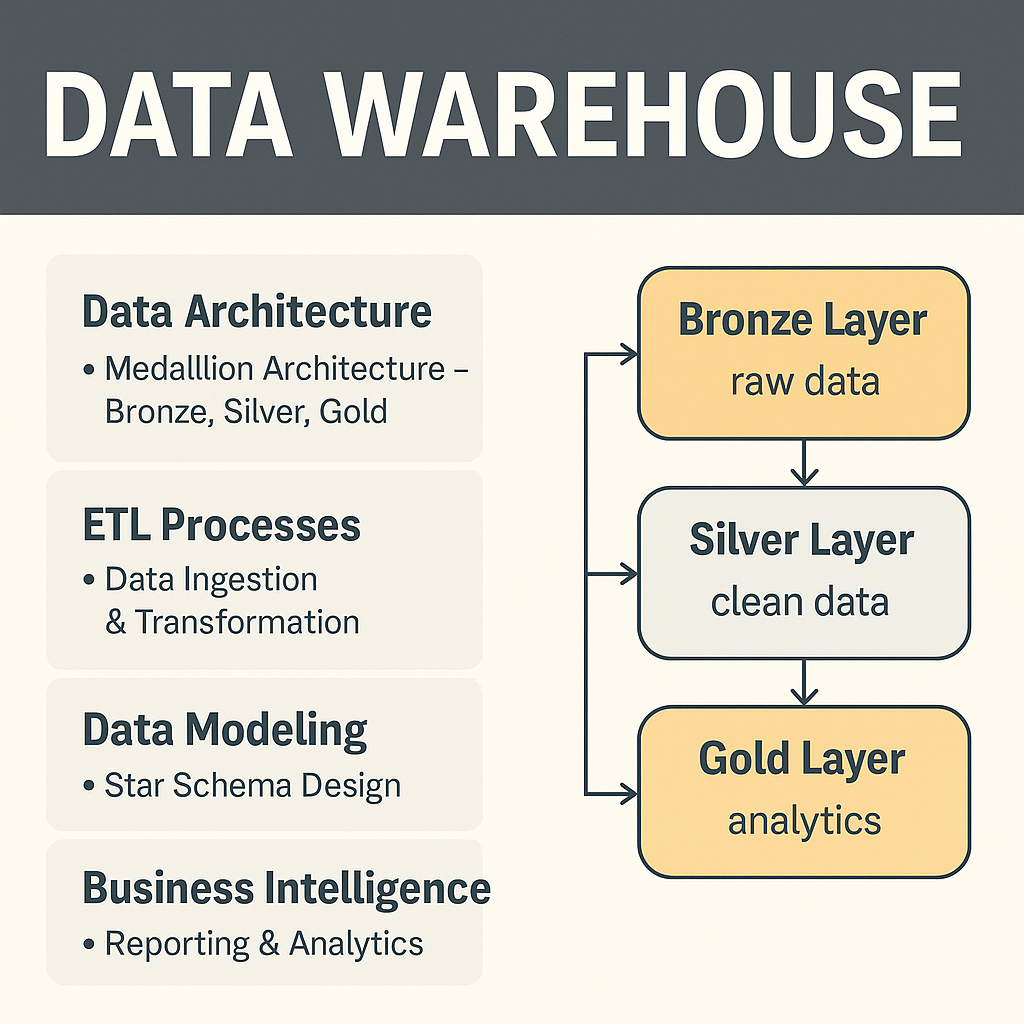 DATA WAREHOUSE
Data Architecture
• Medalllion Architecture –
Bronze, Silver, Gold
ETL Processes
• Data Ingestion
& Transformation
Data Modeling
• Star Schema Design
Business Intelligence
• Reporting & Analytics
Bronze Layer
raw data
Silver Layer
clean data
Gold Layer
analytics